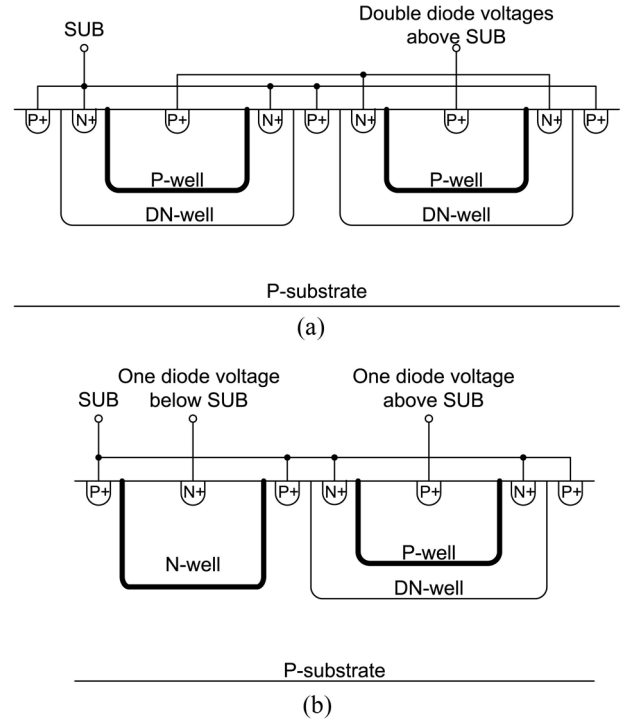 Double diode voltages
SUB above SUB
P+ N+ P+ N+ P+ N+ P+ N+ P+
P-well P-well
DN-well DN-well
P-substrate
(a)
One diode voltage One diode voltage
SUB below SUB above SUB
P+ N+ P+ N+ P+ N+ P+
P-well
N-well
DN-well
P-substrate
(b)